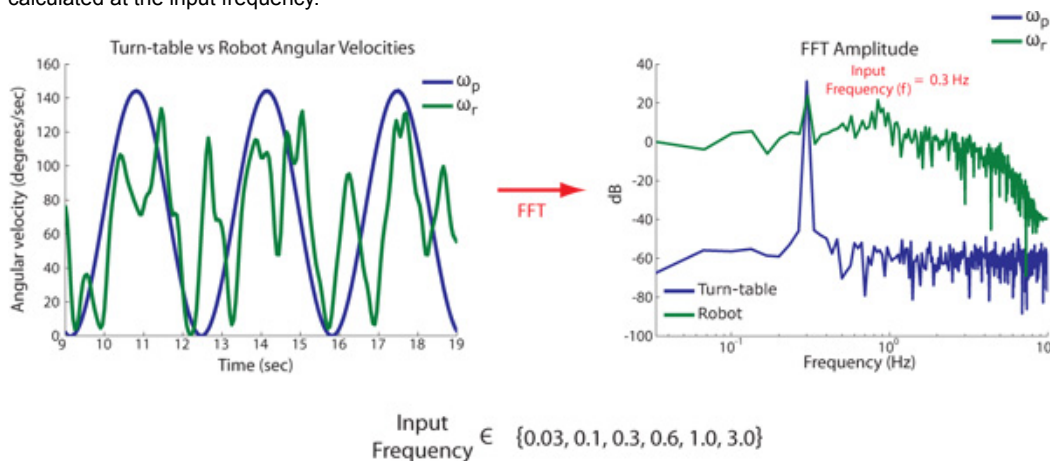 calculated at the input frequency.
Turn-table vs Robot Angular Velocities
160
140
120
100
80
60
40
20
0
Angular velocity (degrees/sec)
9 10 11 12 13 14 15 16 17 18 19
Time (sec)
ωp
ωr
FFT
ωp
ωr
FFT Amplitude
Input
Frequency (f) = 0.3 Hz
40
20
0
-20
-40
-60
-80
-100
dB
Turn-table
Robot
10⁻¹ 10⁰ 10
Frequency (Hz)
Input
Frequency ∈ {0.03, 0.1, 0.3, 0.6, 1.0, 3.0}